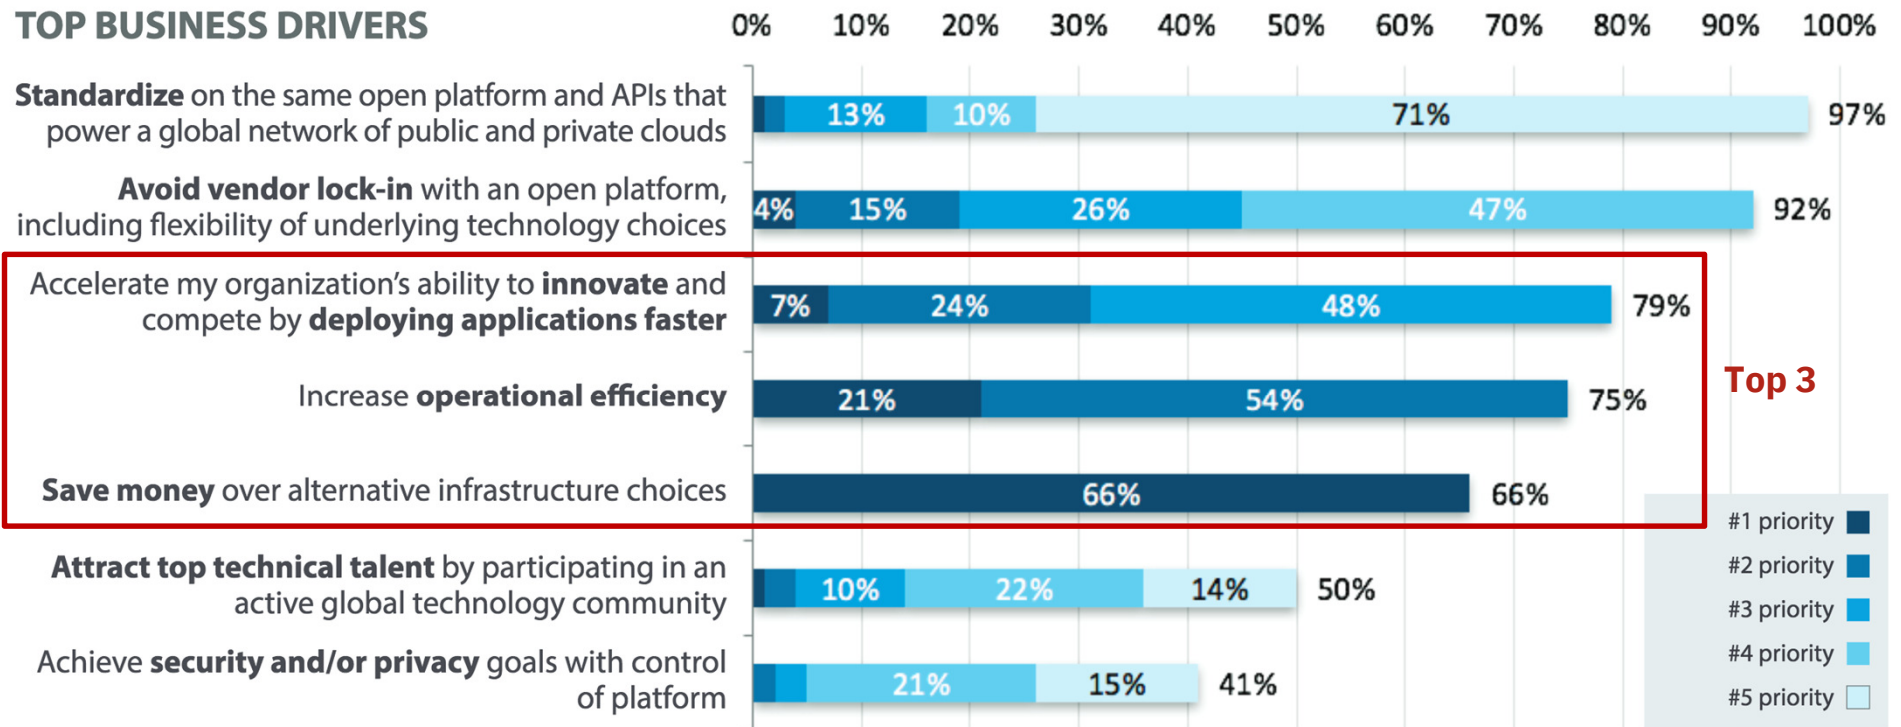 TOP BUSINESS DRIVERS
0% 10% 20% 30% 40% 50% 60% 70% 80% 90% 100%
Standardize on the same open platform and APIs that
power a global network of public and private clouds
13% 10% 71% 97%
Avoid vendor lock-in with an open platform,
including flexibility of underlying technology choices
4% 15% 26% 47% 92%
Accelerate my organization's ability to innovate and
compete by deploying applications faster
7% 24% 48% 79%
Increase operational efficiency
21% 54% 75%
Top 3
Save money over alternative infrastructure choices
66% 66%
Attract top technical talent by participating in an
active global technology community
10% 22% 14% 50%
Achieve security and/or privacy goals with control
of platform
21% 15% 41%
#1 priority
#2 priority
#3 priority
#4 priority
#5 priority